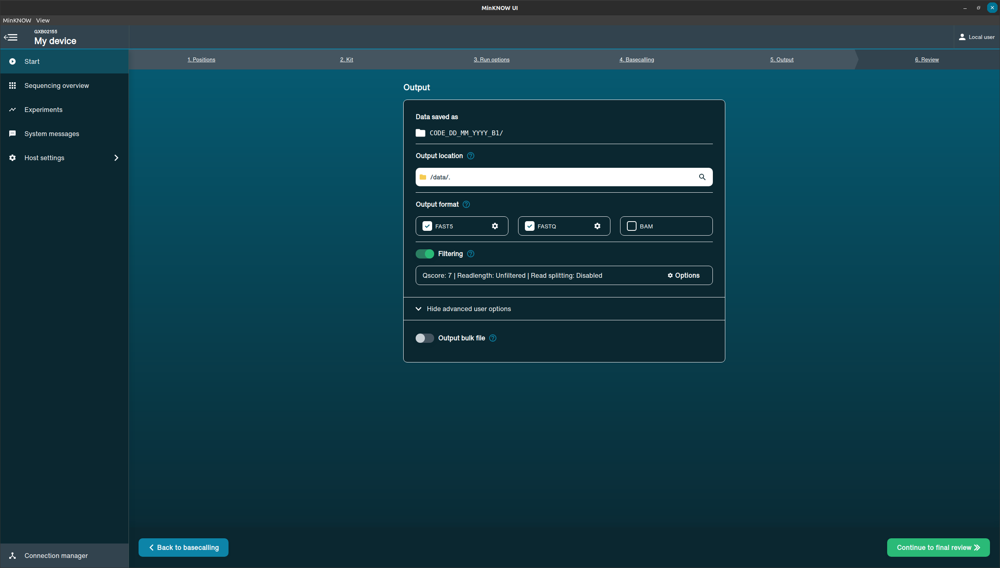 MinKNOW UI
MinKNOW View
GXB02155
My device
Local user
Start
Sequencing overview
Experiments
System messages
Host settings
Connection manager
1. Positions
2. Kit
3. Run options
4. Basecalling
5. Output
6. Review
Output
Data saved as
CODE_DD_MM_YYYY_B1/
Output location ?
/data/.
Output format ?
FAST5
FASTQ
BAM
Filtering ?
Qscore: 7 | Readlength: Unfiltered | Read splitting: Disabled
Options
Hide advanced user options
Output bulk file ?
Back to basecalling
Continue to final review